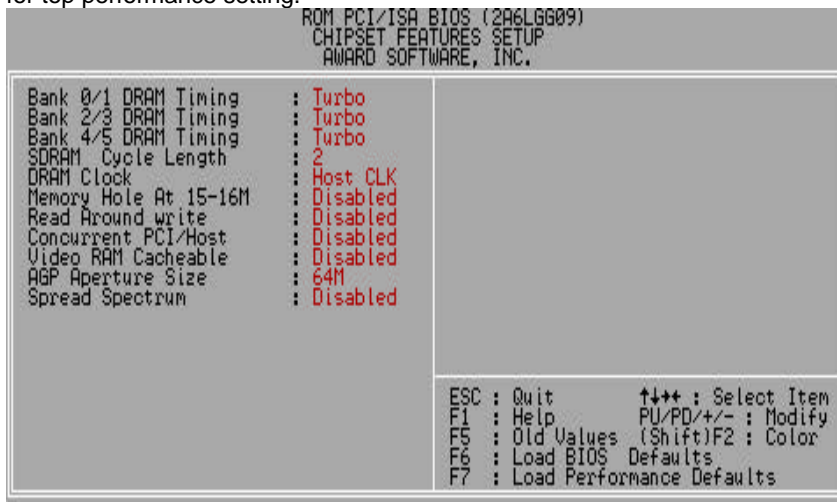 for top performance setting.
ROM PCI/ISA BIOS (2A6LGG09)
CHIPSET FEATURES SETUP
AWARD SOFTWARE, INC.
Bank 0/1 DRAM Timing : Turbo
Bank 2/3 DRAM Timing : Turbo
Bank 4/5 DRAM Timing : Turbo
SDRAM Cycle Length : 2
DRAM Clock : Host CLK
Memory Hole At 15-16M : Disabled
Read Around write : Disabled
Concurrent PCI/Host : Disabled
Video RAM Cacheable : Disabled
AGP Aperture Size : 64M
Spread Spectrum : Disabled
ESC : Quit ↑↓→← : Select Item
F1 : Help PU/PD/+/- : Modify
F5 : Old Values (Shift)F2 : Color
F6 : Load BIOS Defaults
F7 : Load Performance Defaults